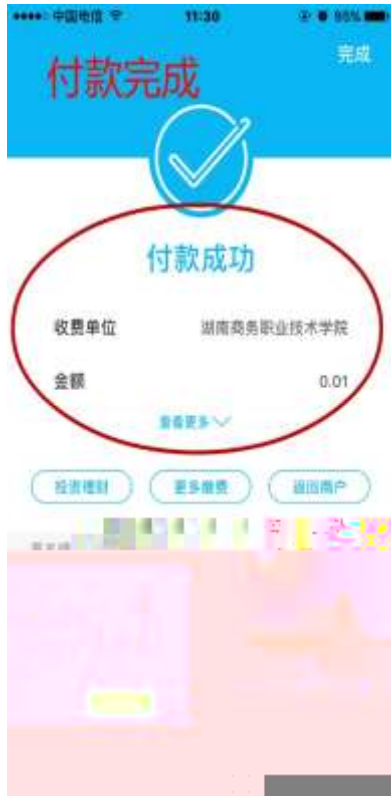 中国电信 11:30 95%
完成
付款完成
付款成功
收费单位 湖南商务职业技术学院
金额 0.01
查看更多
投资理财 更多缴费 返回商户